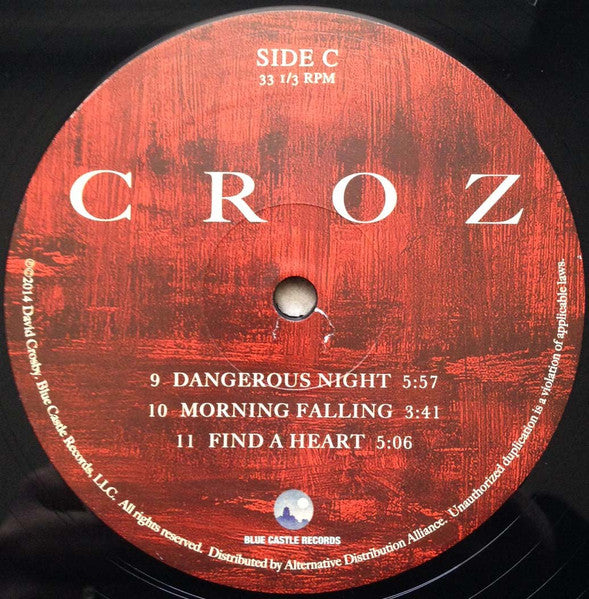 SIDE C
33 1/3 RPM
CROZ
9 DANGEROUS NIGHT 5:57
10 MORNING FALLING 3:41
11 FIND A HEART 5:06
BLUE CASTLE RECORDS
©℗2014 David Crosby, Blue Castle Records, LLC. All rights reserved. Distributed by Alternative Distribution Alliance. Unauthorized duplication is a violation of applicable laws.